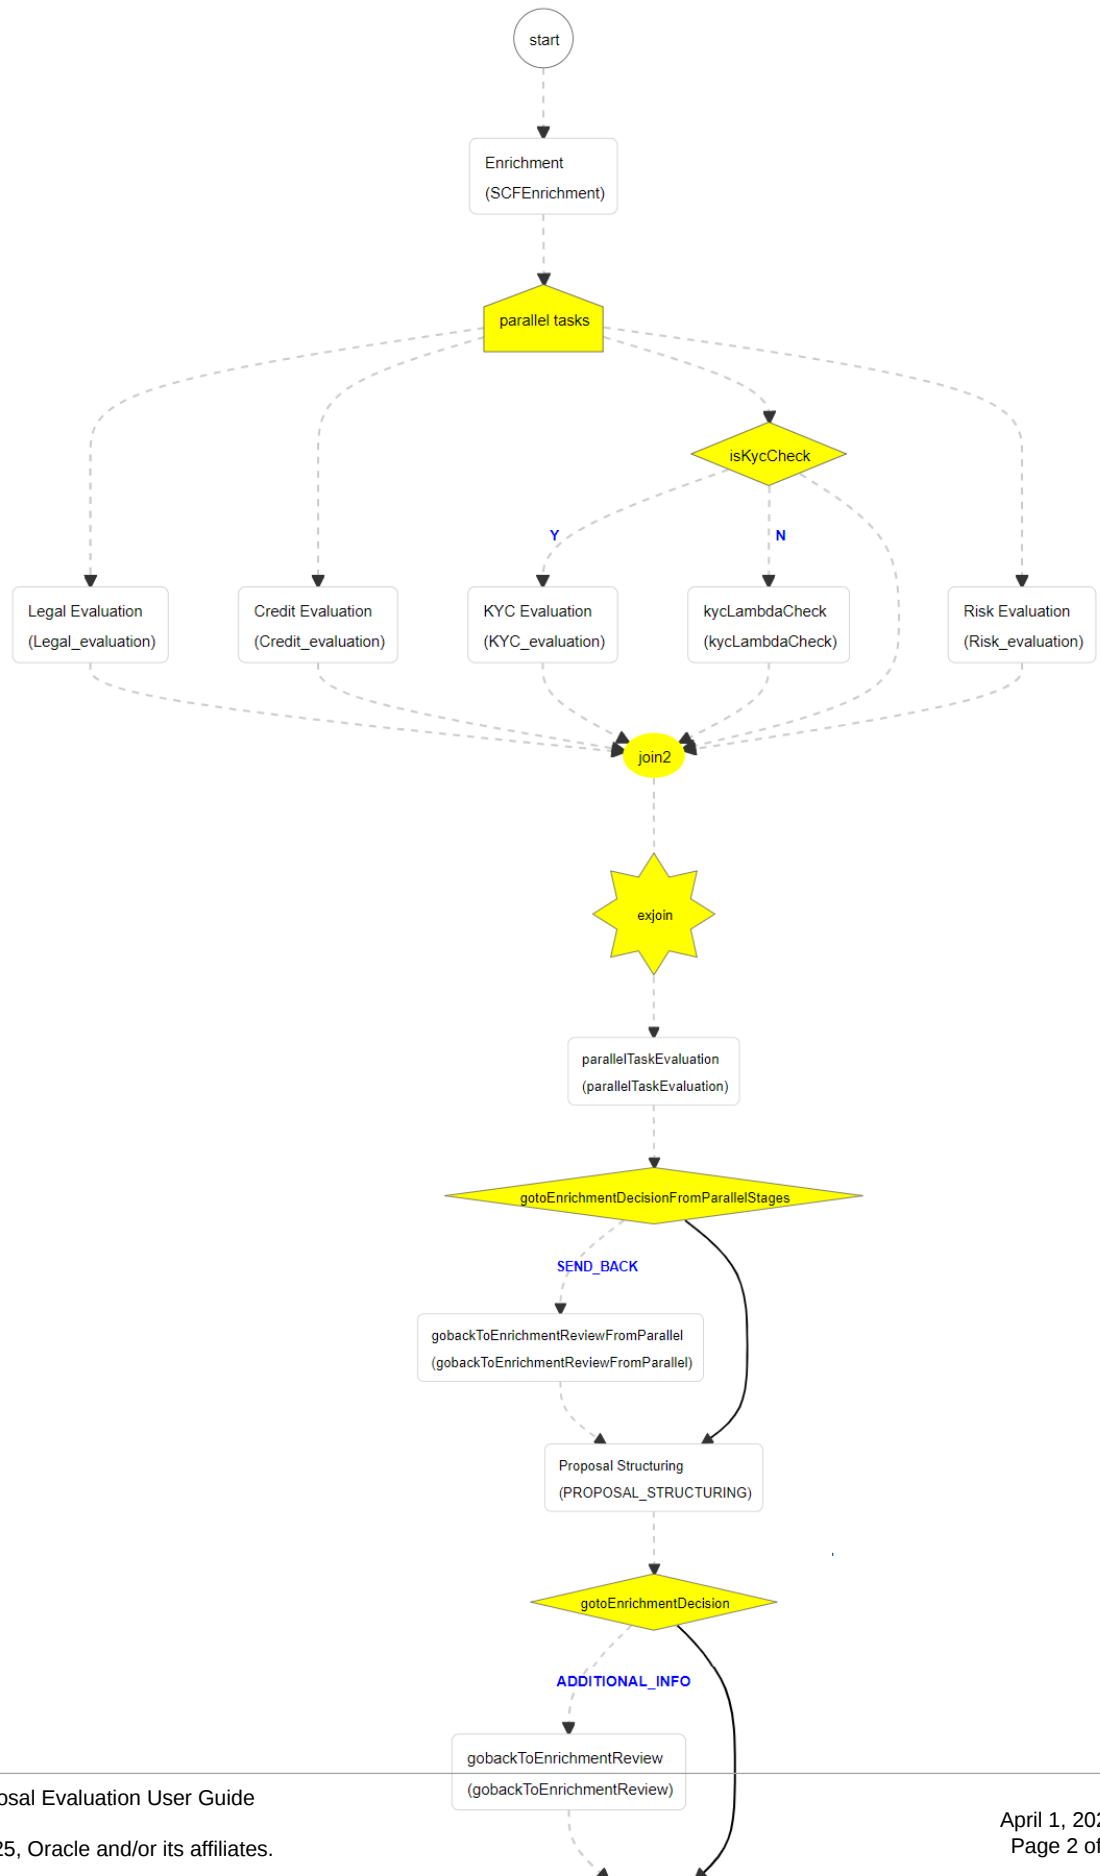 start
Enrichment
(SCFEnrichment)
parallel tasks
isKycCheck
Y
N
Legal Evaluation
(Legal_evaluation)
Credit Evaluation
(Credit_evaluation)
KYC Evaluation
(KYC_evaluation)
kycLambdaCheck
(kycLambdaCheck)
Risk Evaluation
(Risk_evaluation)
join2
exjoin
parallelTaskEvaluation
(parallelTaskEvaluation)
gotoEnrichmentDecisionFromParallelStages
SEND_BACK
gobackToEnrichmentReviewFromParallel
(gobackToEnrichmentReviewFromParallel)
Proposal Structuring
(PROPOSAL_STRUCTURING)
gotoEnrichmentDecision
ADDITIONAL_INFO
gobackToEnrichmentReview
(gobackToEnrichmentReview)
osal Evaluation User Guide
25, Oracle and/or its affiliates.
April 1, 202
Page 2 of